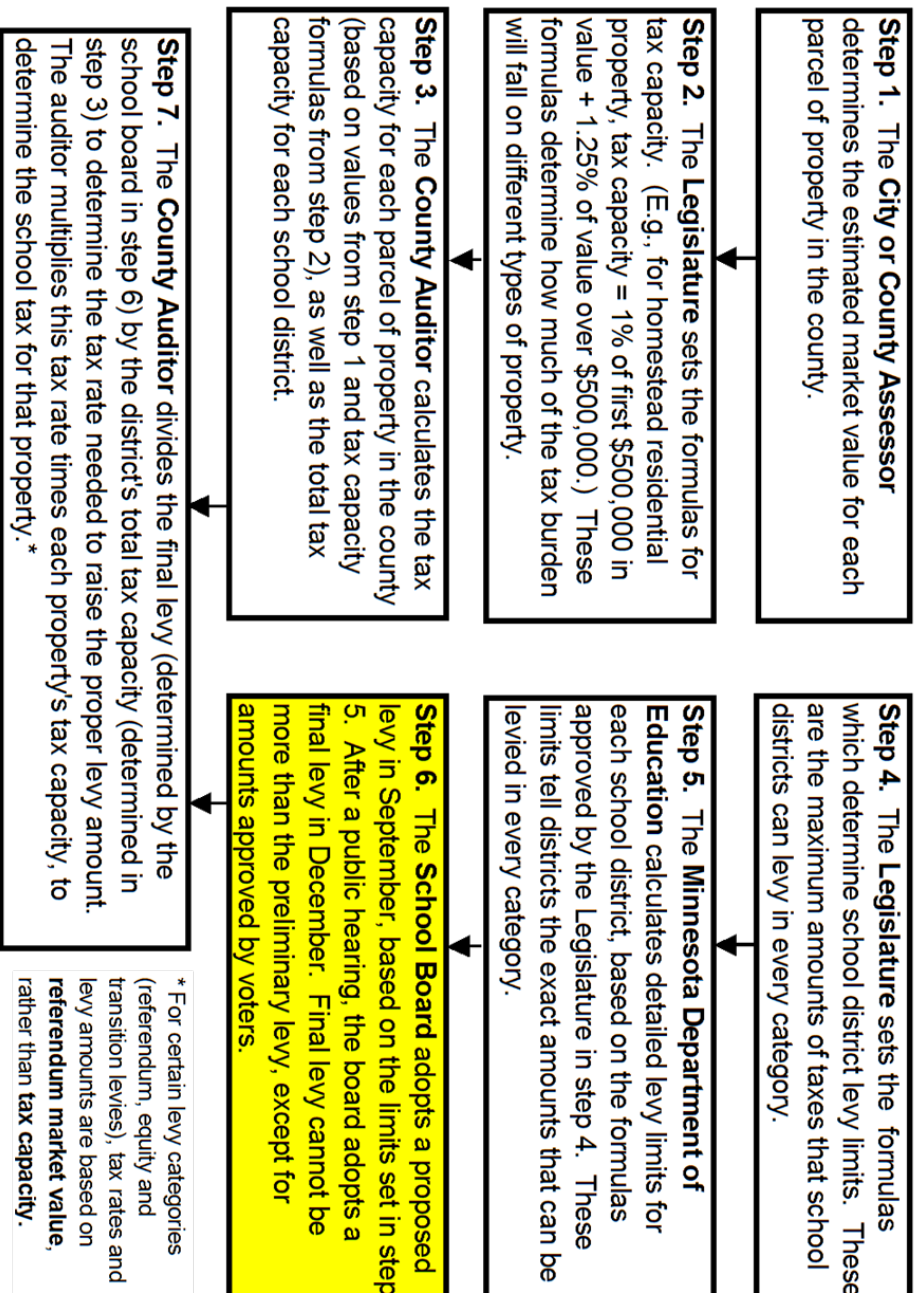 Step 1.  The City or County Assessor
determines the estimated market value for each
parcel of property in the county.
Step 2.  The Legislature sets the formulas for
tax capacity.  (E.g., for homestead residential
property, tax capacity = 1% of first $500,000 in
value + 1.25% of value over $500,000.)  These
formulas determine how much of the tax burden
will fall on different types of property.
Step 3.  The County Auditor calculates the tax
capacity for each parcel of property in the county
(based on values from step 1 and tax capacity
formulas from step 2), as well as the total tax
capacity for each school district.
Step 4.  The Legislature sets the  formulas
which determine school district levy limits.  These
are the maximum amounts of taxes that school
districts can levy in every category.
Step 5.  The Minnesota Department of
Education calculates detailed levy limits for
each school district, based on the formulas
approved by the Legislature in step 4.  These
limits tell districts the exact amounts that can be
levied in every category.
Step 6.  The School Board adopts a proposed
levy in September, based on the limits set in step
5.  After a public hearing, the board adopts a
final levy in December.  Final levy cannot be
more than the preliminary levy, except for
amounts approved by voters.
Step 7.  The County Auditor divides the final levy (determined by the
school board in step 6) by the district's total tax capacity (determined in
step 3) to determine the tax rate needed to raise the proper levy amount.
The auditor multiplies this tax rate times each property's tax capacity, to
determine the school tax for that property.*
* For certain levy categories
(referendum, equity and
transition levies), tax rates and
levy amounts are based on
referendum market value,
rather than tax capacity.